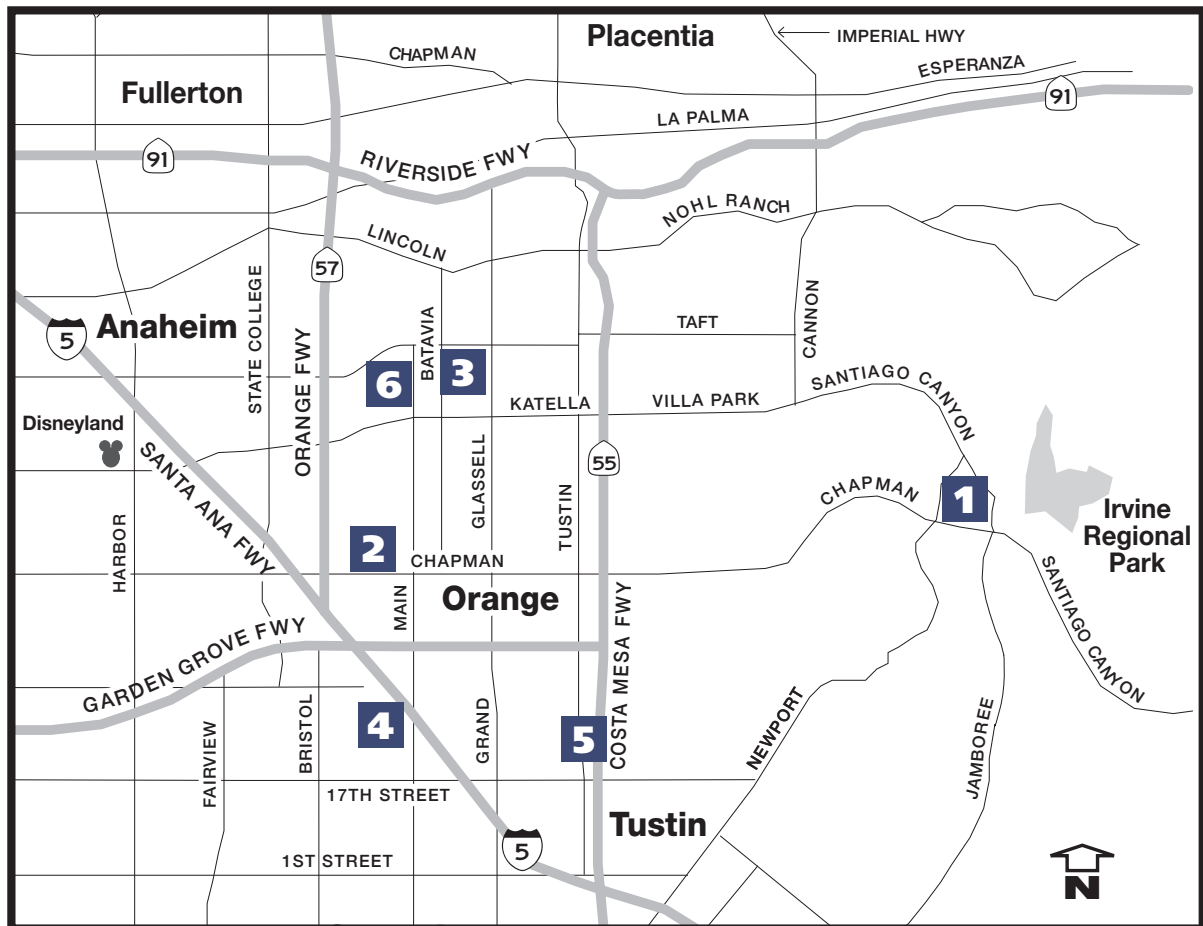 Placentia
IMPERIAL HWY
CHAPMAN
ESPERANZA
Fullerton
91
LA PALMA
91
RIVERSIDE FWY
NOHL RANCH
LINCOLN
57
STATE COLLEGE
Anaheim
5
ORANGE FWY
BATAVIA
TAFT
CANNON
6
3
SANTIAGO CANYON
KATELLA
VILLA PARK
Disneyland
SANTA ANA FWY
GLASSELL
55
TUSTIN
CHAPMAN
1
Irvine
Regional
Park
HARBOR
2
CHAPMAN
MAIN
Orange
SANTIAGO CANYON
GARDEN GROVE FWY
COSTA MESA FWY
FAIRVIEW
BRISTOL
4
GRAND
5
NEWPORT
JAMBOREE
17TH STREET
Tustin
5
1ST STREET
N